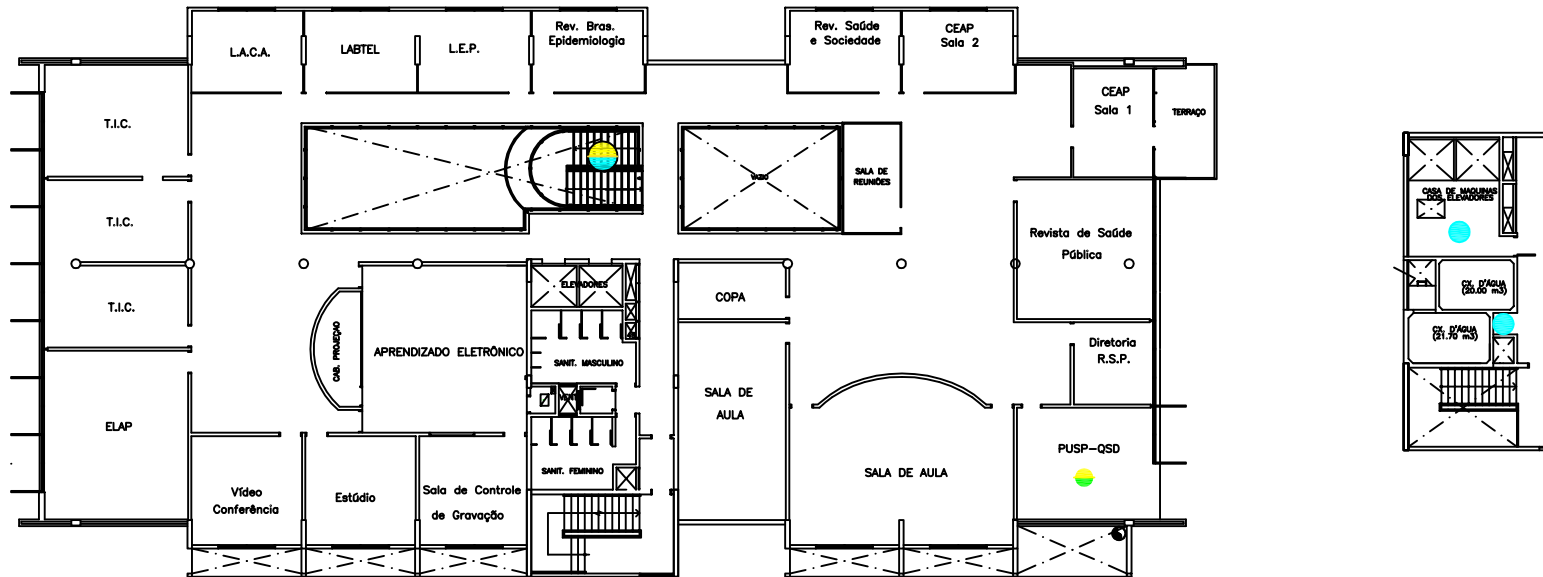 L.A.C.A.
LABTEL
L.E.P.
Rev. Bras.
Epidemiologia
Rev. Saúde
e Sociedade
CEAP
Sala 2
T.I.C.
CEAP
Sala 1
TERRAÇO
VAZIO
SALA DE
REUNIÕES
CASA DE MAQUINAS
DOS ELEVADORES
T.I.C.
Revista de Saúde
Pública
ELEVADORES
T.I.C.
COPA
CX. D'ÁGUA
(20.00 m3)
CX. D'ÁGUA
(21.70 m3)
CAB. PROJEÇÃO
APRENDIZADO ELETRÔNICO
SANIT. MASCULINO
Diretoria
R.S.P.
VENT.
SALA DE
AULA
ELAP
SANIT. FEMININO
SALA DE AULA
PUSP-QSD
Vídeo
Conferência
Estúdio
Sala de Controle
de Gravação